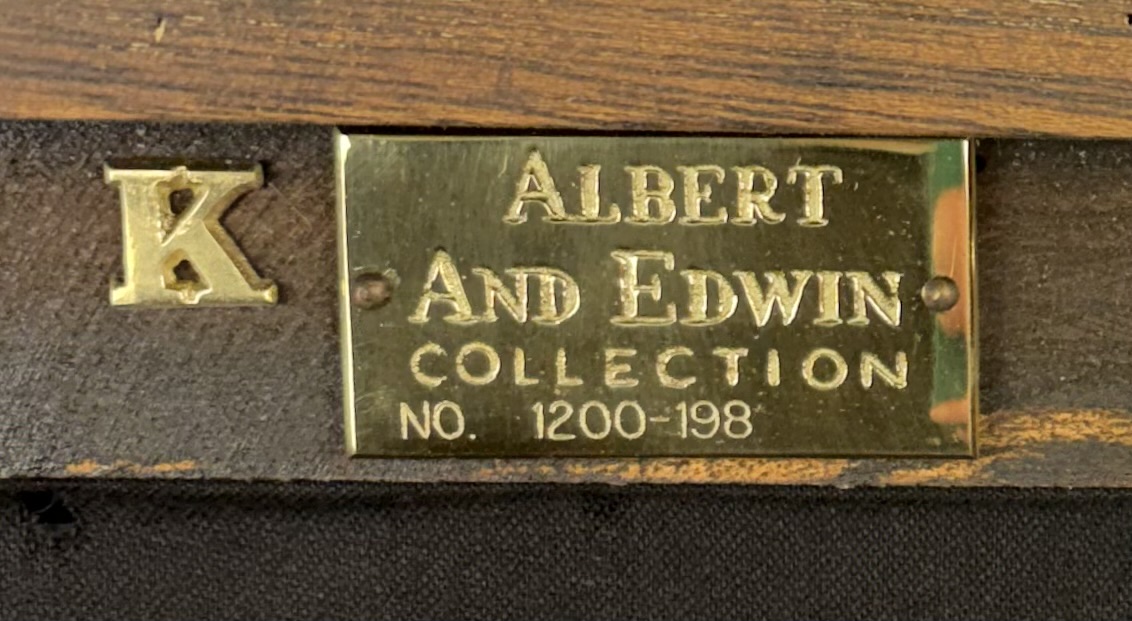 K
ALBERT
AND EDWIN
COLLECTION
NO. 1200-198